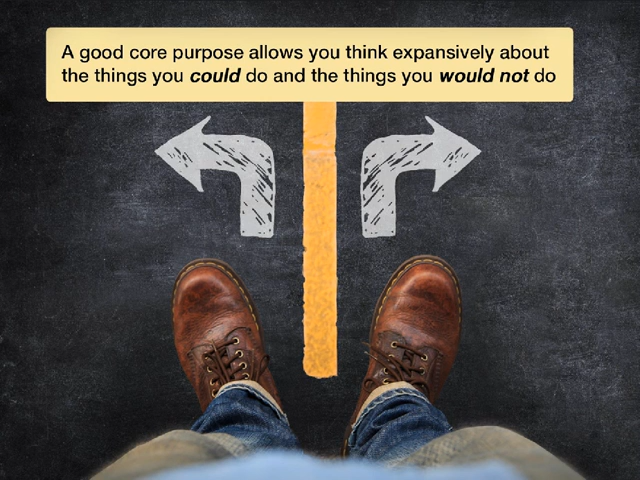 A good core purpose allows you think expansively about
the things you could do and the things you would not do